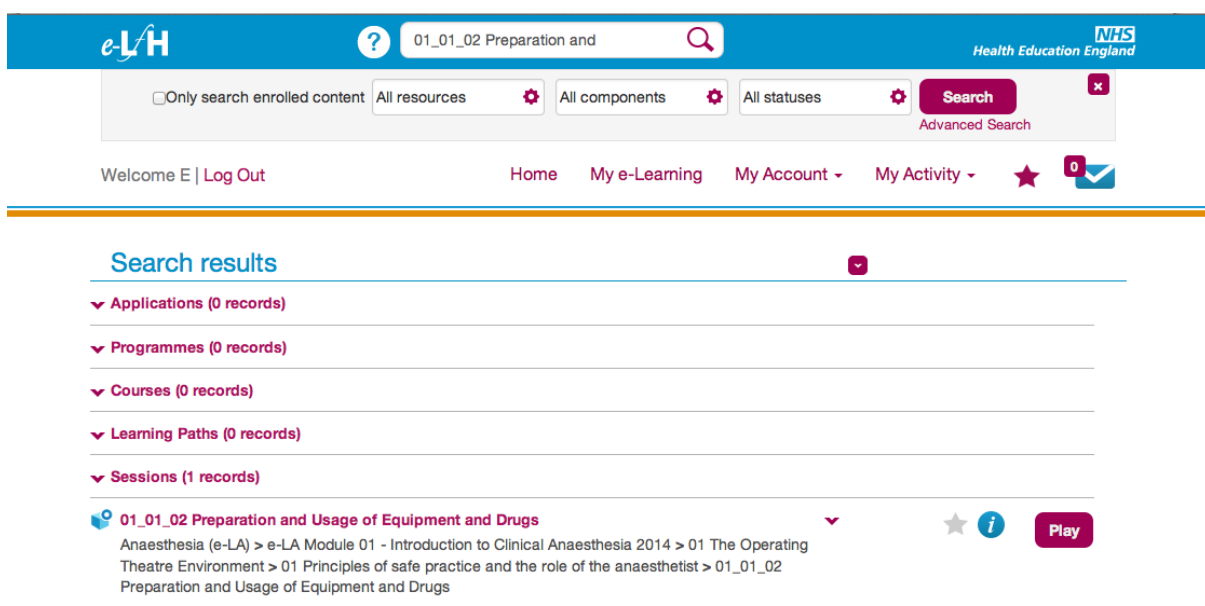 e-LfH
?
01_01_02 Preparation and
NHS
Health Education England
Only search enrolled content All resources All components All statuses Search
x
Advanced Search
Welcome E | Log Out Home My e-Learning My Account My Activity 0
Search results
Applications (0 records)
Programmes (0 records)
Courses (0 records)
Learning Paths (0 records)
Sessions (1 records)
01_01_02 Preparation and Usage of Equipment and Drugs i Play
Anaesthesia (e-LA) > e-LA Module 01 - Introduction to Clinical Anaesthesia 2014 > 01 The Operating
Theatre Environment > 01 Principles of safe practice and the role of the anaesthetist > 01_01_02
Preparation and Usage of Equipment and Drugs